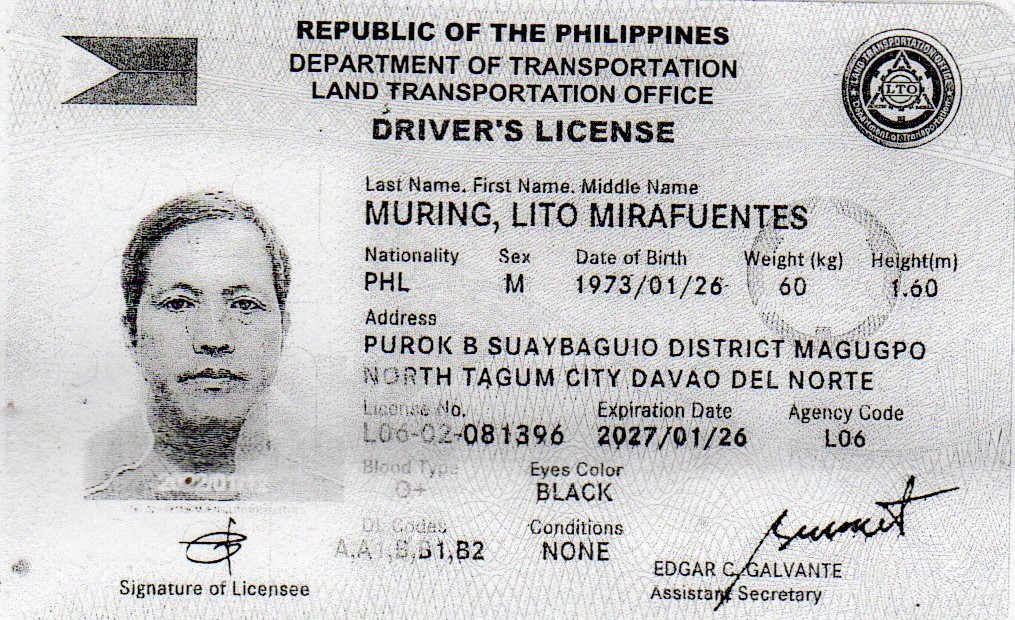 REPUBLIC OF THE PHILIPPINES
DEPARTMENT OF TRANSPORTATION
LAND TRANSPORTATION OFFICE
DRIVER'S LICENSE
LAND TRANSPORTATION OFFICE
LTO
Department of Transportation
Last Name. First Name. Middle Name
MURING, LITO MIRAFUENTES
Nationality Sex Date of Birth Weight (kg) Height(m)
PHL M 1973/01/26 60 1.60
Address
PUROK B SUAYBAGUIO DISTRICT MAGUGPO
NORTH TAGUM CITY DAVAO DEL NORTE
License No. Expiration Date Agency Code
L06-02-081396 2027/01/26 L06
Blood Type Eyes Color
O+ BLACK
DL Codes Conditions
A,A1,B,B1,B2 NONE
EDGAR C. GALVANTE
Signature of Licensee Assistant Secretary